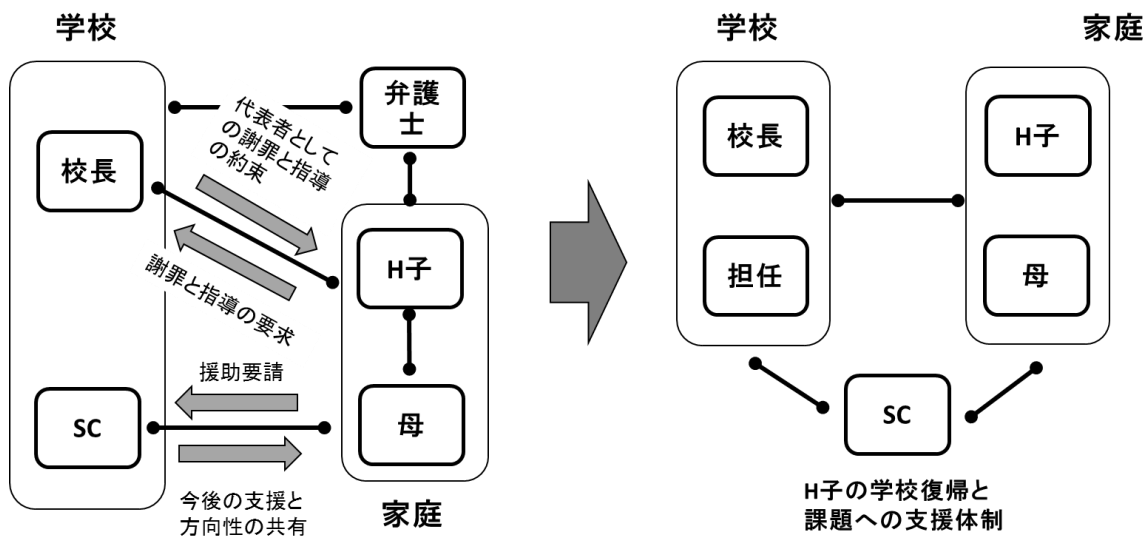 学校
校長
SC
代表者として
の謝罪と指導
の約束
謝罪と指導の要求
援助要請
今後の支援と
方向性の共有
弁護
士
H子
母
家庭
学校
家庭
校長
担任
H子
母
SC
H子の学校復帰と
課題への支援体制